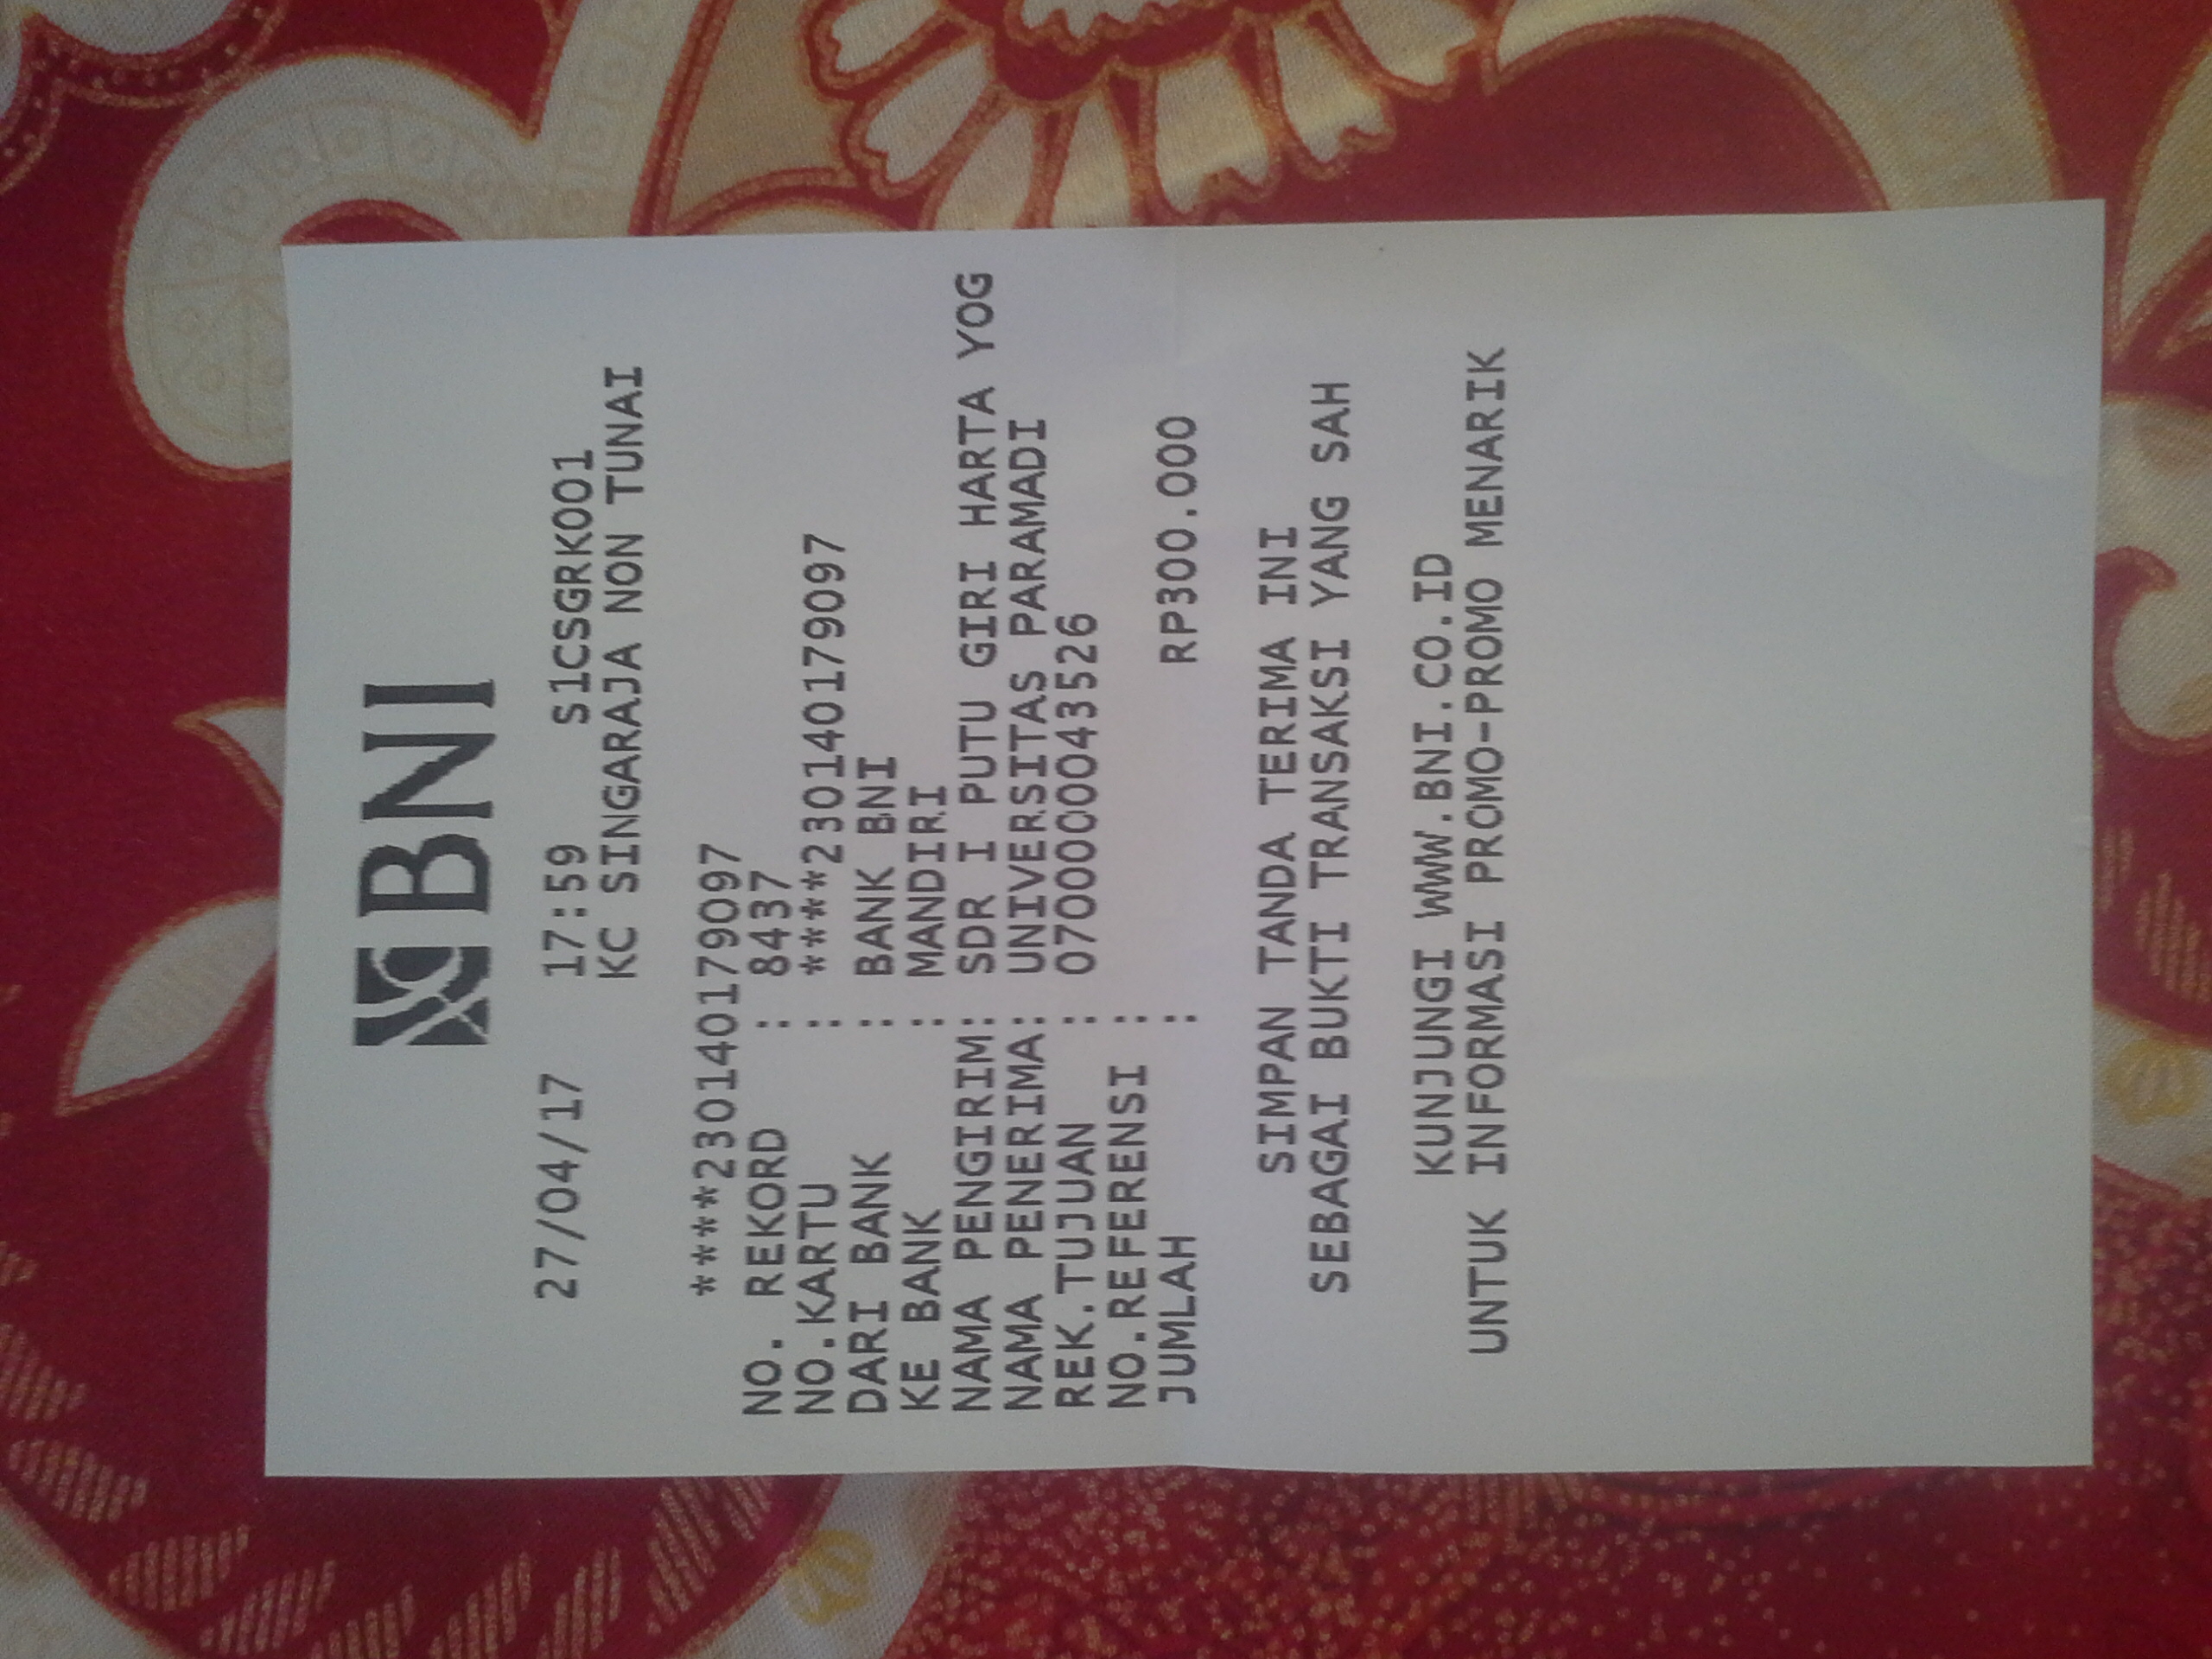 BNI
27/04/17 17:59 S1CSGRK001
KC SINGARAJA NON TUNAI
****230140179097
NO. REKORD : 8437
NO.KARTU : ****230140179097
DARI BANK : BANK BNI
KE BANK : MANDIRI
NAMA PENGIRIM: SDR I PUTU GIRI HARTA YOG
NAMA PENERIMA: UNIVERSITAS PARAMADI
REK.TUJUAN : 0700000043526
NO.REFERENSI :
JUMLAH : RP300.000
SIMPAN TANDA TERIMA INI
SEBAGAI BUKTI TRANSAKSI YANG SAH
KUNJUNGI WWW.BNI.CO.ID
UNTUK INFORMASI PROMO-PROMO MENARIK